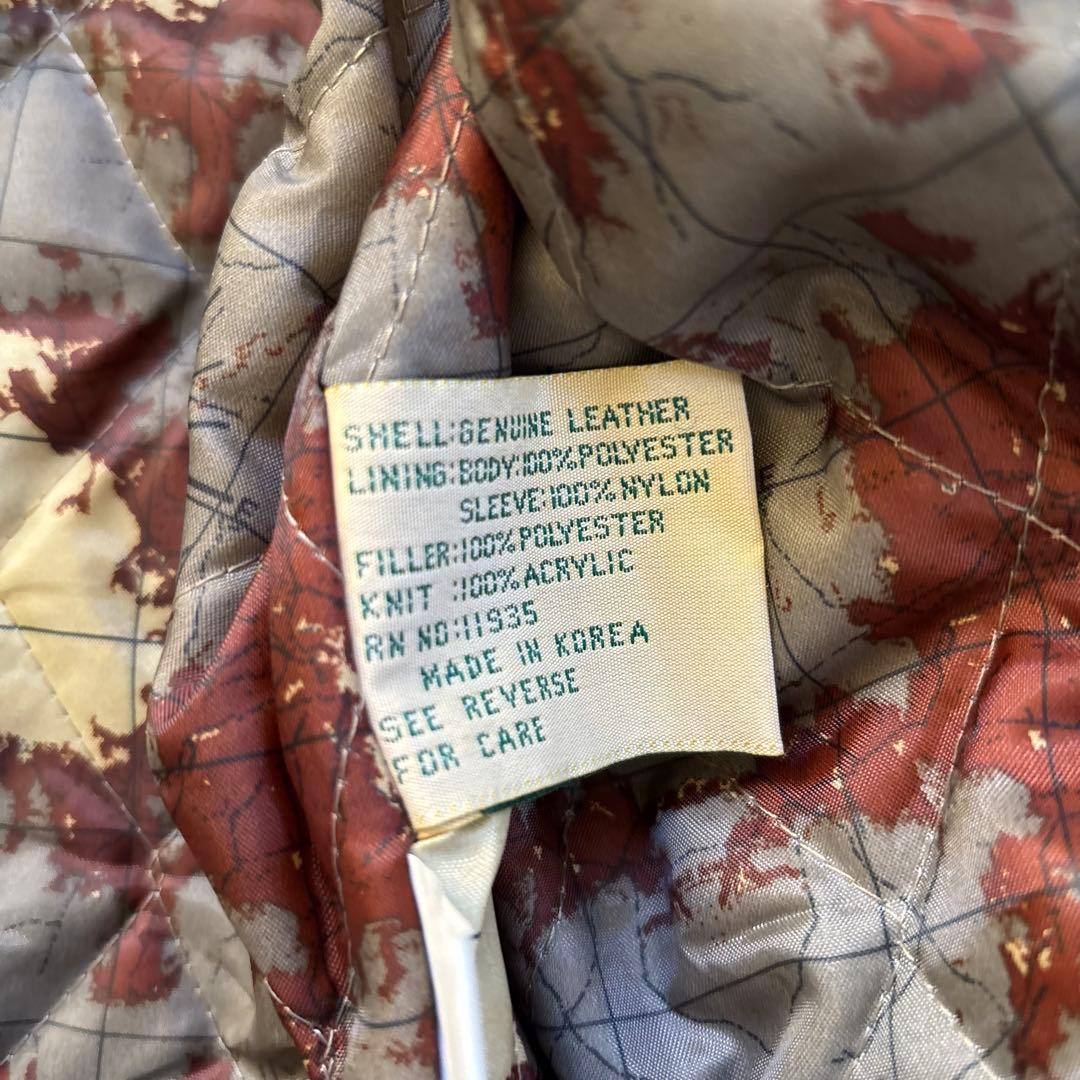 SHELL:GENUINE LEATHER
LINING:BODY:100%POLYESTER
SLEEVE:100%NYLON
FILLER:100%POLYESTER
KNIT :100%ACRYLIC
RN NO:11935
MADE IN KOREA
SEE REVERSE
FOR CARE